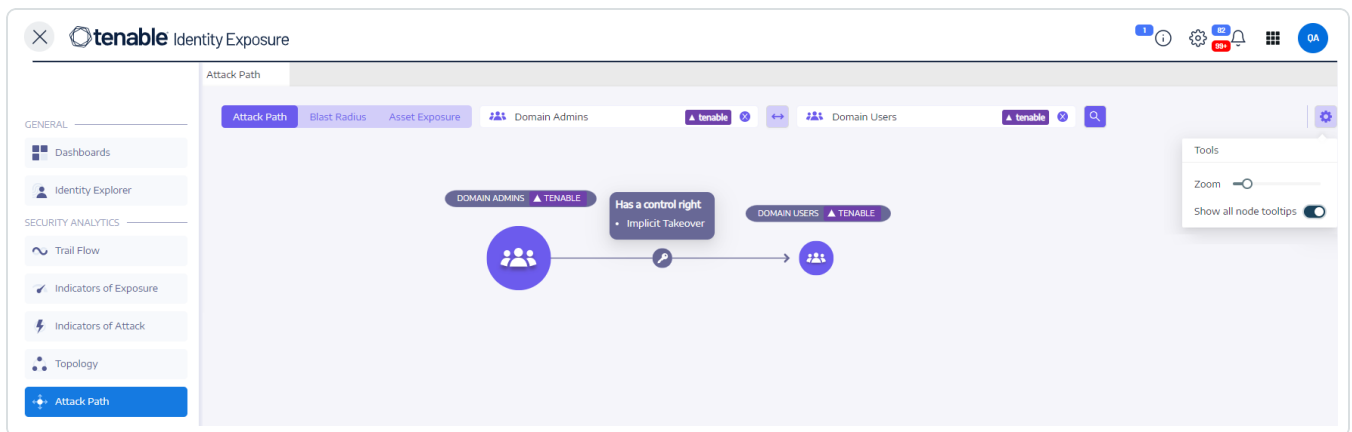 tenable Identity Exposure
1
82
99+
QA
Attack Path
GENERAL
Dashboards
Identity Explorer
SECURITY ANALYTICS
Trail Flow
Indicators of Exposure
Indicators of Attack
Topology
Attack Path
Attack Path Blast Radius Asset Exposure Domain Admins tenable Domain Users tenable
Tools
Zoom
Show all node tooltips
DOMAIN ADMINS TENABLE
Has a control right
• Implicit Takeover
DOMAIN USERS TENABLE